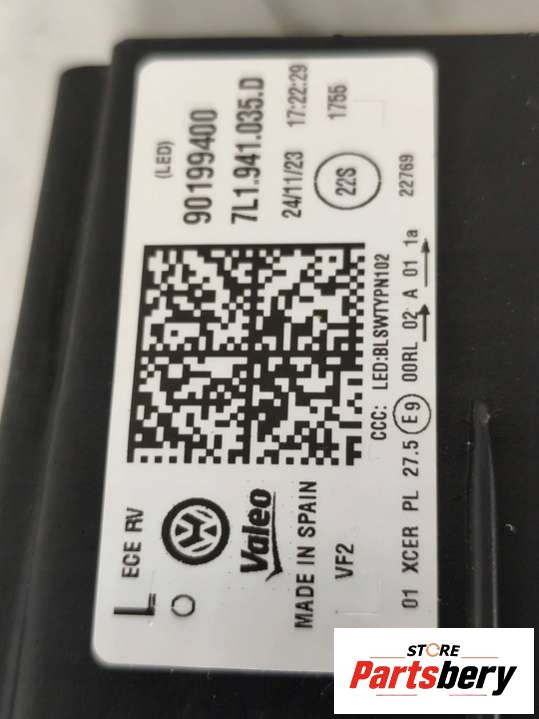 (LED)
90199400
7L1.941.035.D
24/11/23 17:22:29
22S 1755
L ECE RV
Valeo
MADE IN SPAIN
VF2
CCC: LED:BLSWTYPN102
22769
01 XCER PL 27.5 E9 00RL 02 A 01 1a
STORE
Partsbery